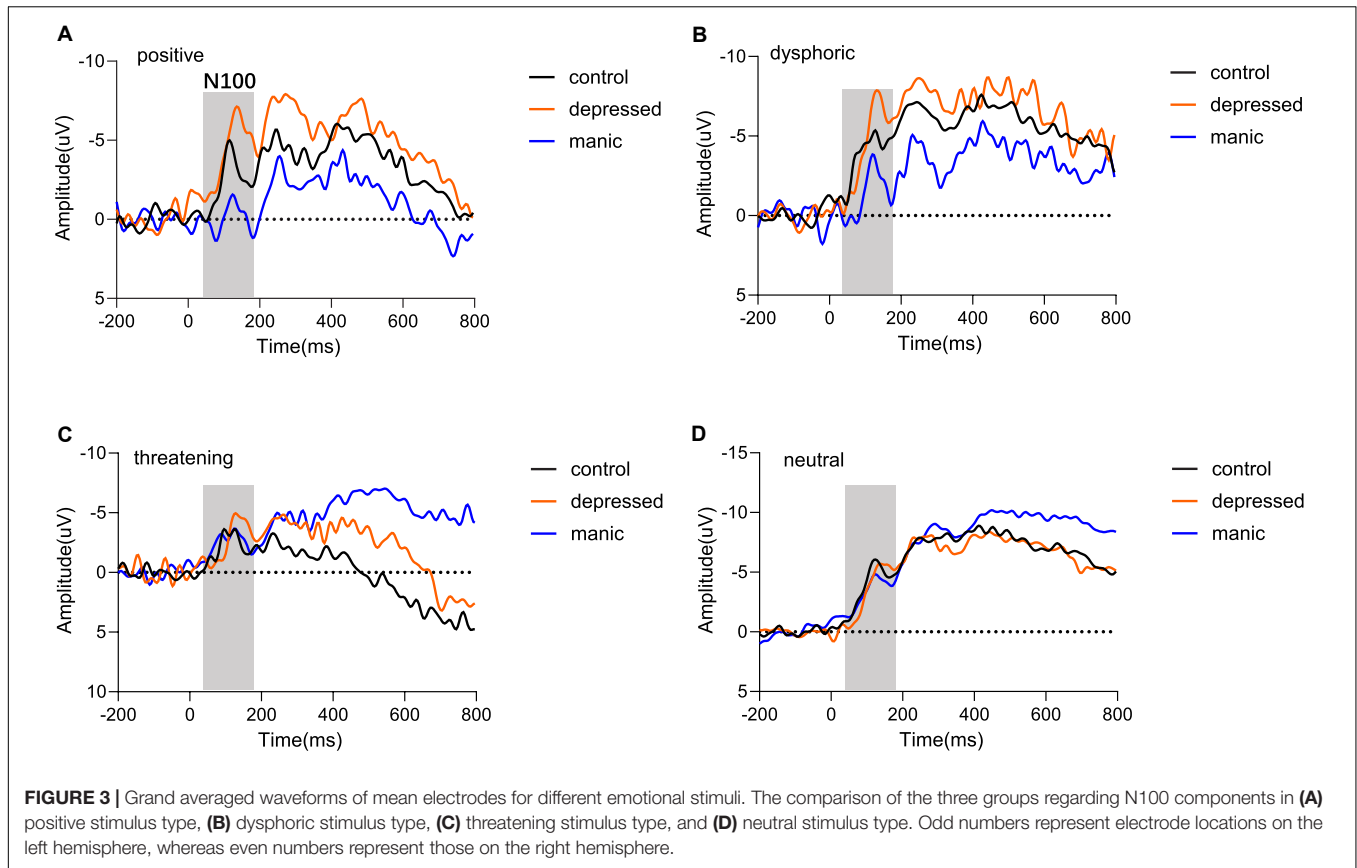 A
positive
N100
control
depressed
manic
Amplitude(uV)
-10
-5
0
5
-200 0 200 400 600 800
Time(ms)
B
dysphoric
control
depressed
manic
Amplitude(uV)
-10
-5
0
5
-200 0 200 400 600 800
Time(ms)
C
threatening
control
depressed
manic
Amplitude(uV)
-10
-5
0
5
10
-200 0 200 400 600 800
Time(ms)
D
neutral
control
depressed
manic
Amplitude(uV)
-15
-10
-5
0
5
-200 0 200 400 600 800
Time(ms)
FIGURE 3 | Grand averaged waveforms of mean electrodes for different emotional stimuli. The comparison of the three groups regarding N100 components in (A)
positive stimulus type, (B) dysphoric stimulus type, (C) threatening stimulus type, and (D) neutral stimulus type. Odd numbers represent electrode locations on the
left hemisphere, whereas even numbers represent those on the right hemisphere.